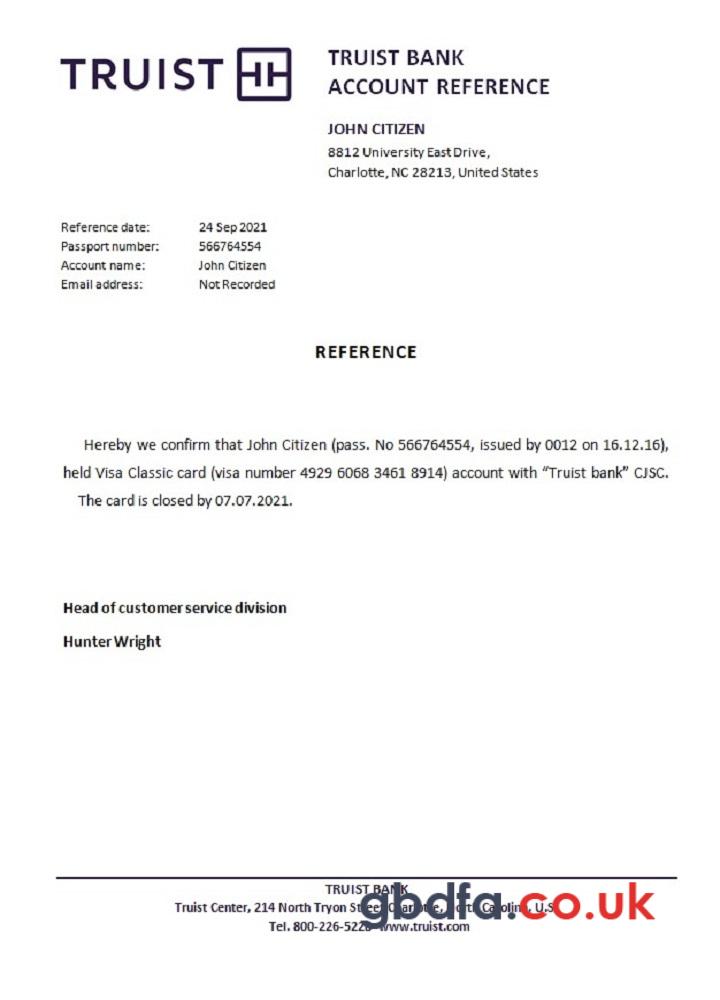 TRUIST
TRUIST BANK
ACCOUNT REFERENCE
JOHN CITIZEN
8812 University East Drive,
Charlotte, NC 28213, United States
Reference date: 24 Sep 2021
Passport number: 566764554
Account name: John Citizen
Email address: Not Recorded
REFERENCE
Hereby we confirm that John Citizen (pass. No 566764554, issued by 0012 on 16.12.16),
held Visa Classic card (visa number 4929 6068 3461 8914) account with “Truist bank” CJSC.
The card is closed by 07.07.2021.
Head of customer service division
Hunter Wright
TRUIST BANK
Truist Center, 214 North Tryon Street, Charlotte, North Carolina, U.S.
gbdfa.co.uk
Tel. 800-226-5228 www.truist.com